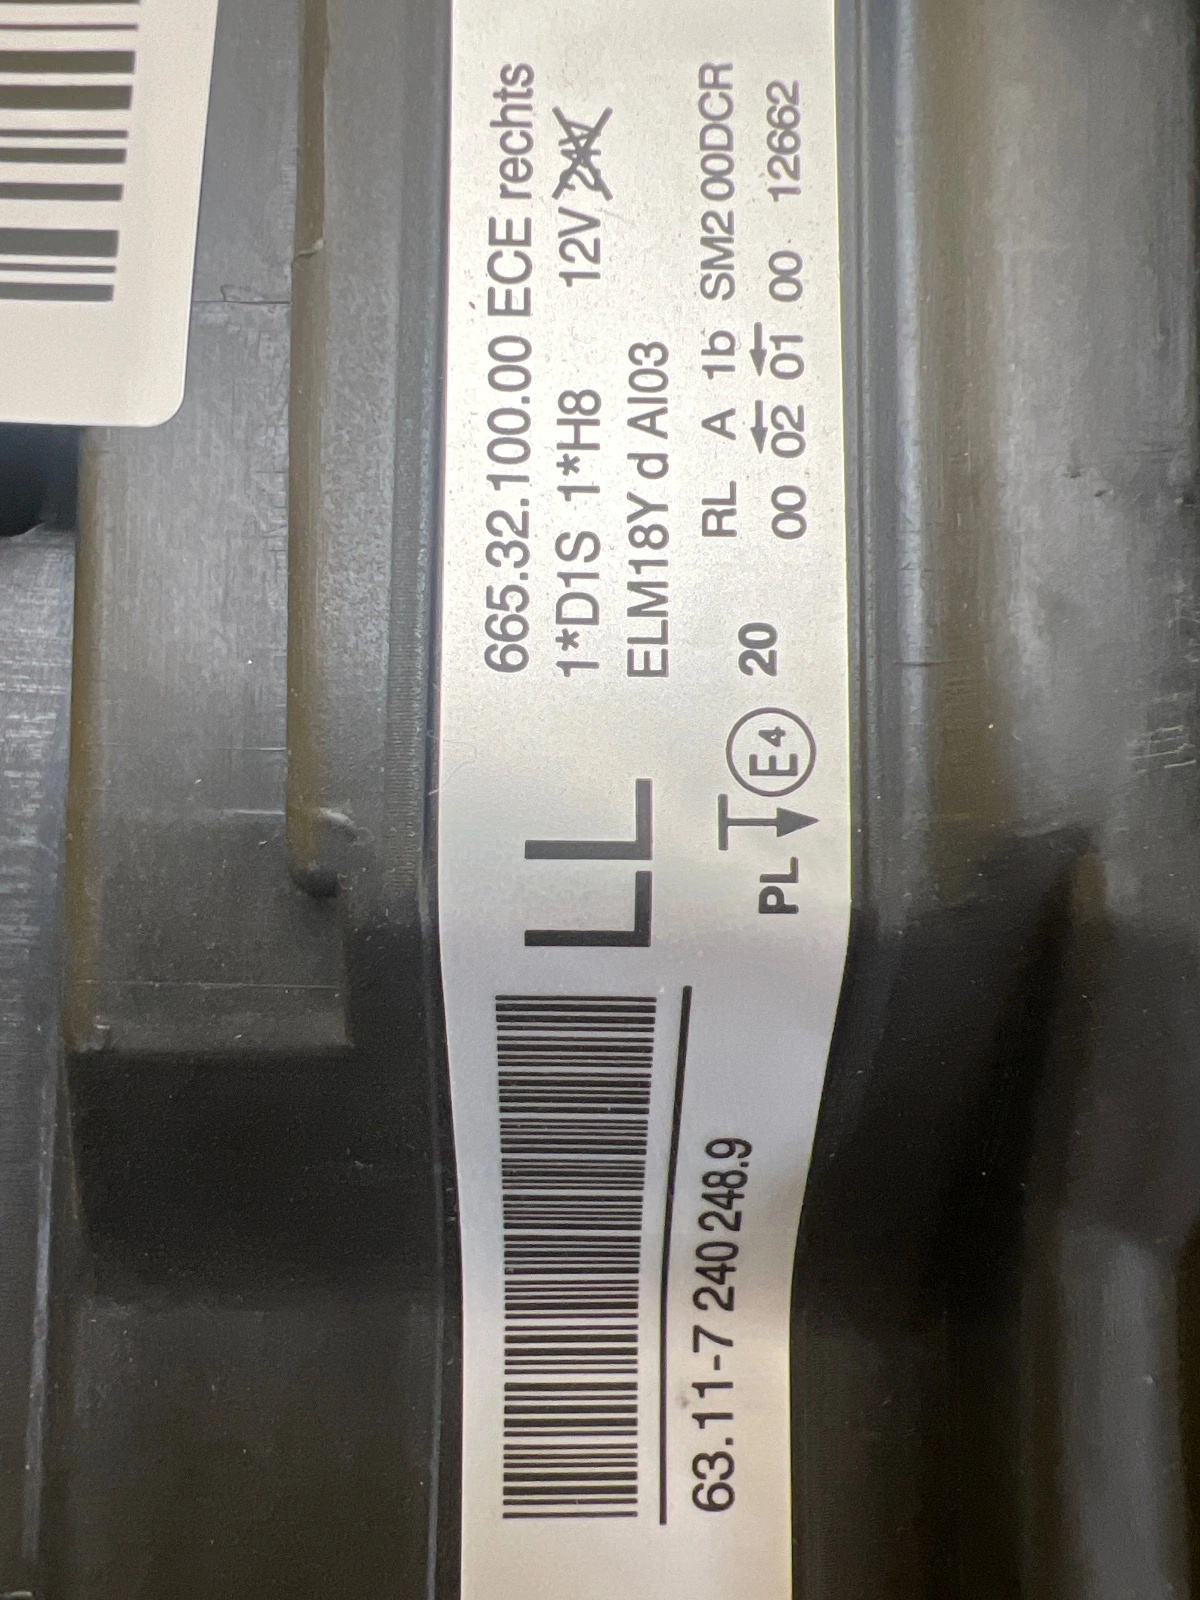 665.32.100.00 ECE rechts
1*D1S 1*H8 12V 24V
ELM18Y d AI03
LL
RL A 1b SM2 00DCR
PL E4 20 00 02 01 00 12662
63.11-7 240 248.9